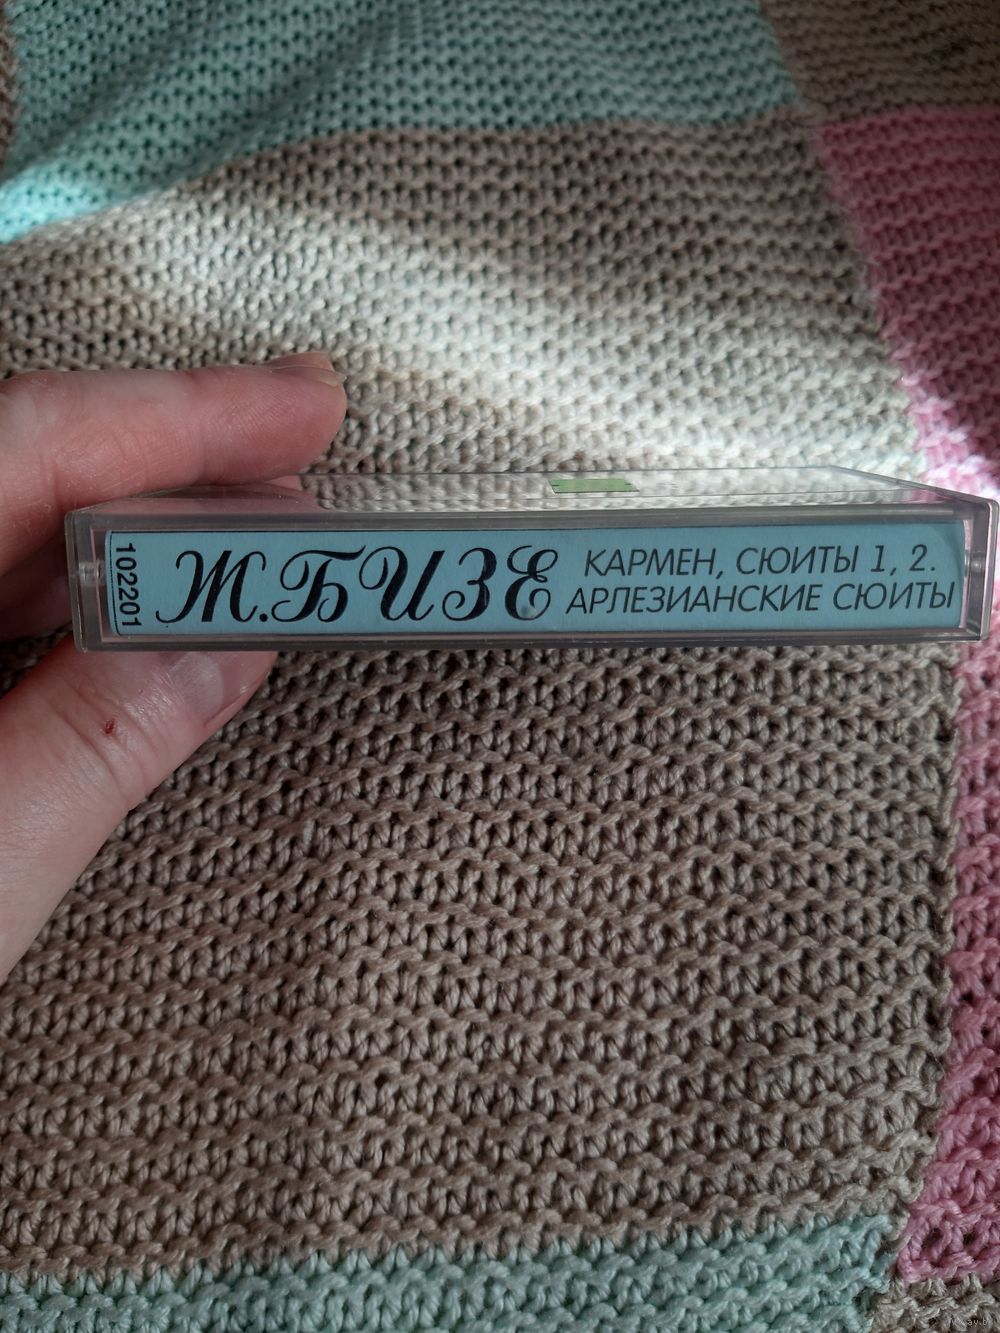 102201
Ж.БИЗЕ
КАРМЕН, СЮИТЫ 1, 2.
АРЛЕЗИАНСКИЕ СЮИТЫ